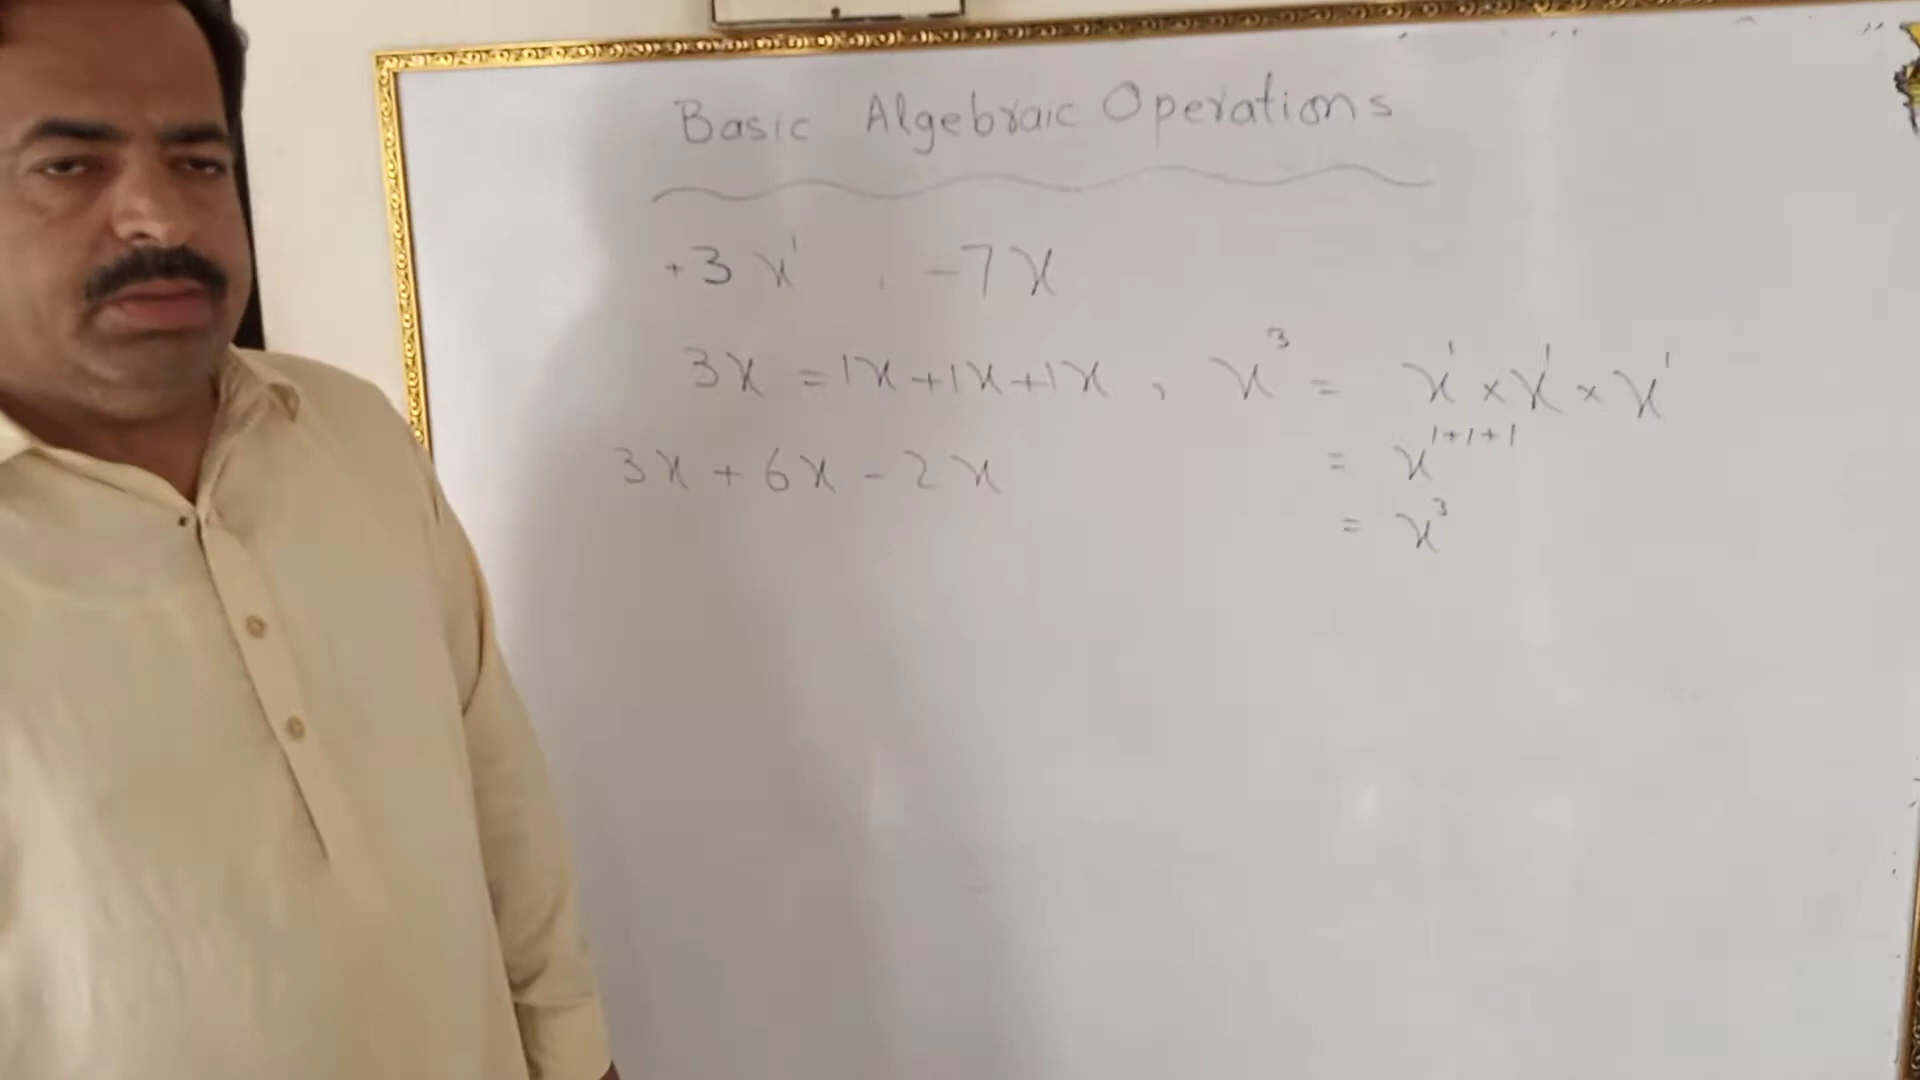 Basic Algebraic Operations
+3x¹ , -7x
3x = 1x+1x+1x , x³ = x¹ × x¹ × x¹
= x¹⁺¹⁺¹
3x + 6x - 2x
= x³